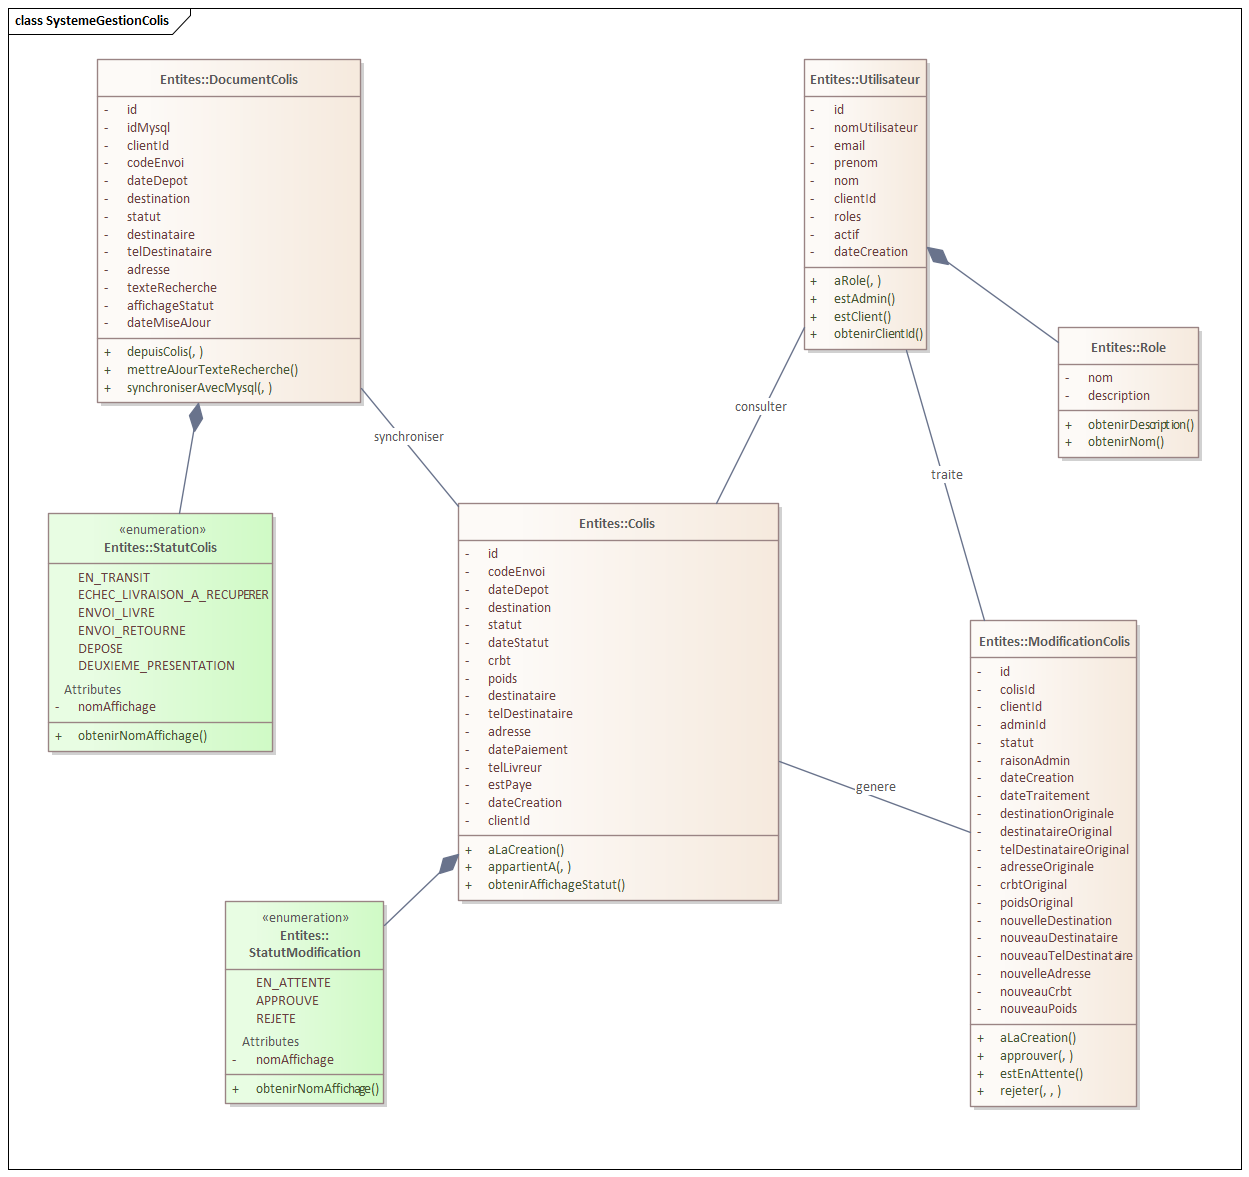 class SystemeGestionColis
Entites::DocumentColis
- id
- idMysql
- clientId
- codeEnvoi
- dateDepot
- destination
- statut
- destinataire
- telDestinataire
- adresse
- texteRecherche
- affichageStatut
- dateMiseAJour
+ depuisColis(, )
+ mettreAJourTexteRecherche()
+ synchroniserAvecMysql(, )
Entites::Utilisateur
- id
- nomUtilisateur
- email
- prenom
- nom
- clientId
- roles
- actif
- dateCreation
+ aRole(, )
+ estAdmin()
+ estClient()
+ obtenirClientId()
Entites::Role
- nom
- description
+ obtenirDescription()
+ obtenirNom()
consulter
synchroniser
traite
«enumeration»
Entites::StatutColis
EN_TRANSIT
ECHEC_LIVRAISON_A_RECUPERER
ENVOI_LIVRE
ENVOI_RETOURNE
DEPOSE
DEUXIEME_PRESENTATION
Attributes
- nomAffichage
+ obtenirNomAffichage()
Entites::Colis
- id
- codeEnvoi
- dateDepot
- destination
- statut
- dateStatut
- crbt
- poids
- destinataire
- telDestinataire
- adresse
- datePaiement
- telLivreur
- estPaye
- dateCreation
- clientId
+ aLaCreation()
+ appartientA(, )
+ obtenirAffichageStatut()
genere
Entites::ModificationColis
- id
- colisId
- clientId
- adminId
- statut
- raisonAdmin
- dateCreation
- dateTraitement
- destinationOriginale
- destinataireOriginal
- telDestinataireOriginal
- adresseOriginale
- crbtOriginal
- poidsOriginal
- nouvelleDestination
- nouveauDestinataire
- nouveauTelDestinataire
- nouvelleAdresse
- nouveauCrbt
- nouveauPoids
+ aLaCreation()
+ approuver(, )
+ estEnAttente()
+ rejeter(, , )
«enumeration»
Entites::
StatutModification
EN_ATTENTE
APPROUVE
REJETE
Attributes
- nomAffichage
+ obtenirNomAffichage()